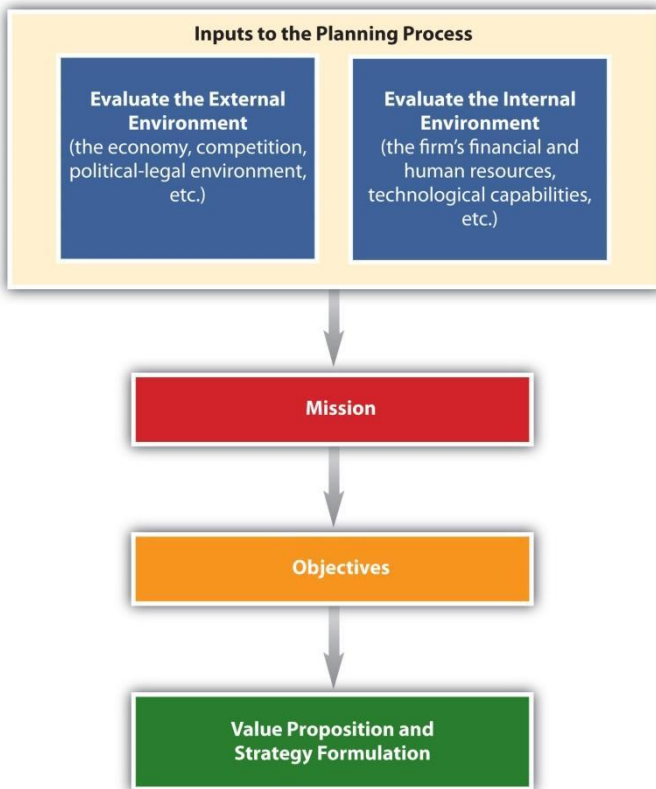 Inputs to the Planning Process
Evaluate the External
Environment
(the economy, competition,
political-legal environment,
etc.)
Evaluate the Internal
Environment
(the firm’s financial and
human resources,
technological capabilities,
etc.)
Mission
Objectives
Value Proposition and
Strategy Formulation